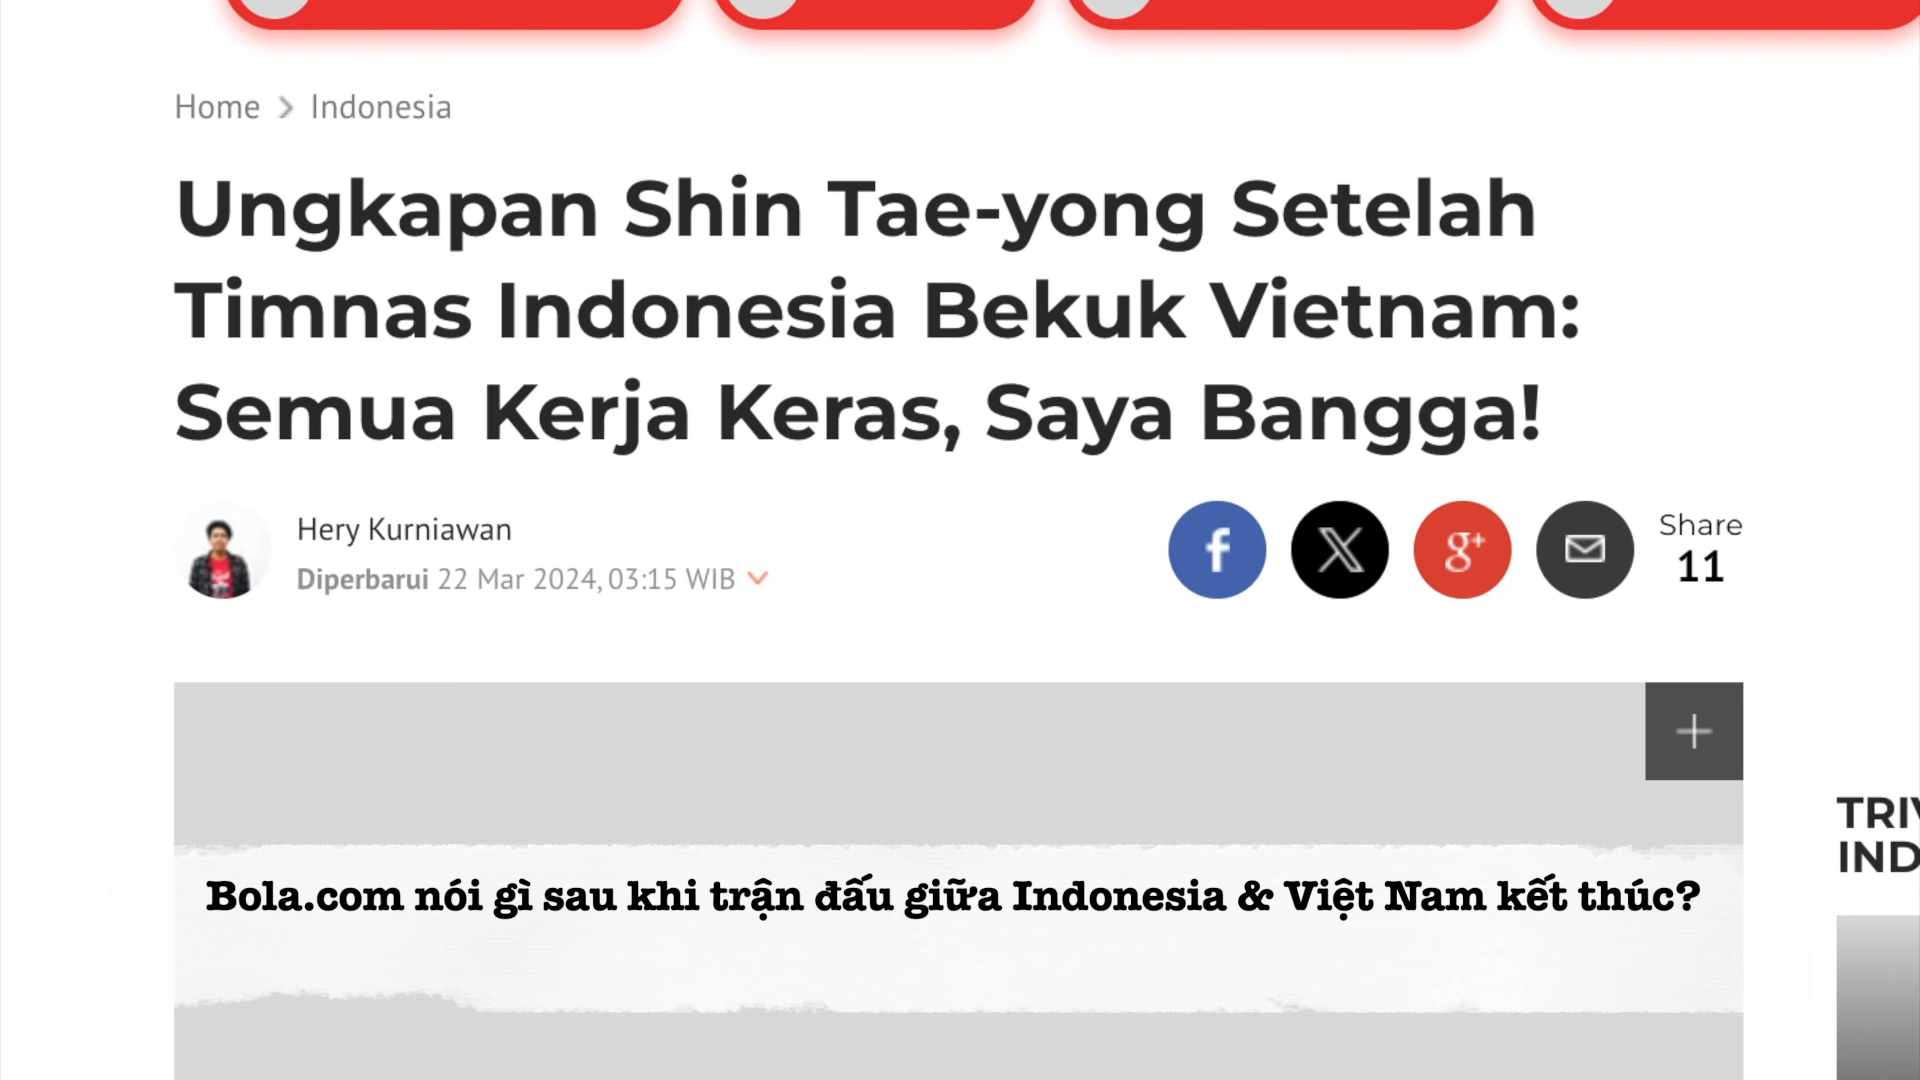 Home > Indonesia
Ungkapan Shin Tae-yong Setelah
Timnas Indonesia Bekuk Vietnam:
Semua Kerja Keras, Saya Bangga!
Hery Kurniawan
Diperbarui 22 Mar 2024, 03:15 WIB
Share
11
Bola.com nói gì sau khi trận đấu giữa Indonesia & Việt Nam kết thúc?